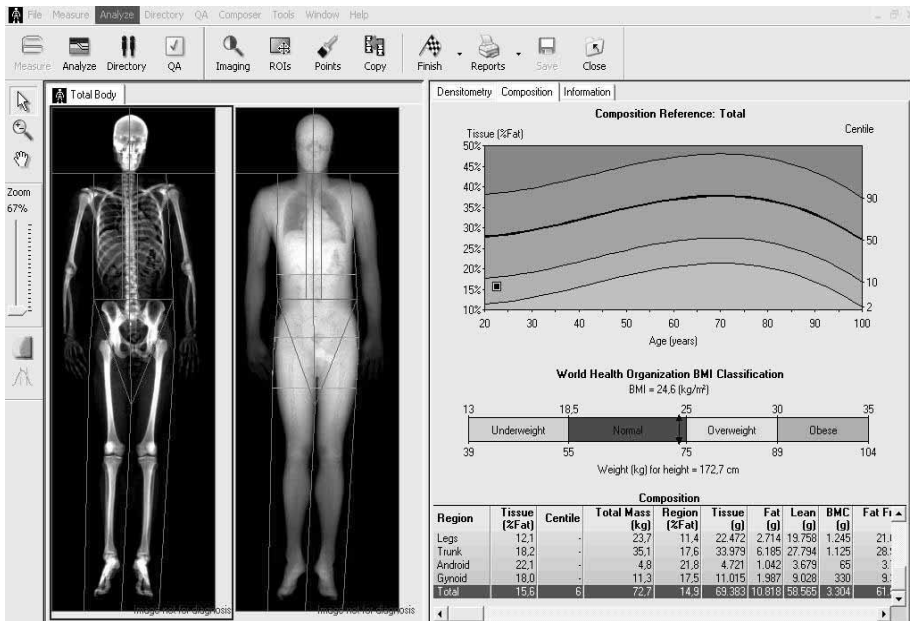 File Measure Analyze Directory QA Composer Tools Window Help
Measure Analyze Directory QA Imaging ROIs Points Copy Finish Reports Save Close
Total Body
Zoom
67%
Image not for diagnosis
Image not for diagnosis
Densitometry Composition Information
Composition Reference: Total
Tissue (%Fat) Centile
50%
45%
40%
35%
30%
25%
20%
15%
10%
90
50
10
2
20 30 40 50 60 70 80 90 100
Age (years)
World Health Organization BMI Classification
BMI = 24,6 (kg/m²)
13 18,5 25 30 35
Underweight Normal Overweight Obese
39 55 75 89 104
Weight (kg) for height = 172,7 cm
Composition
Region Tissue (%Fat) Centile Total Mass (kg) Region (%Fat) Tissue (g) Fat (g) Lean (g) BMC (g)
Legs 12,1 - 23,7 11,4 22.472 2.714 19.758 1.245
Trunk 18,2 - 35,1 17,6 33.979 6.185 27.794 1.125
Android 22,1 - 4,8 21,8 4.721 1.042 3.679 65
Gynoid 18,0 - 11,3 17,5 11.015 1.987 9.028 330
Total 15,6 6 72,7 14,9 69.383 10.818 58.565 3.304